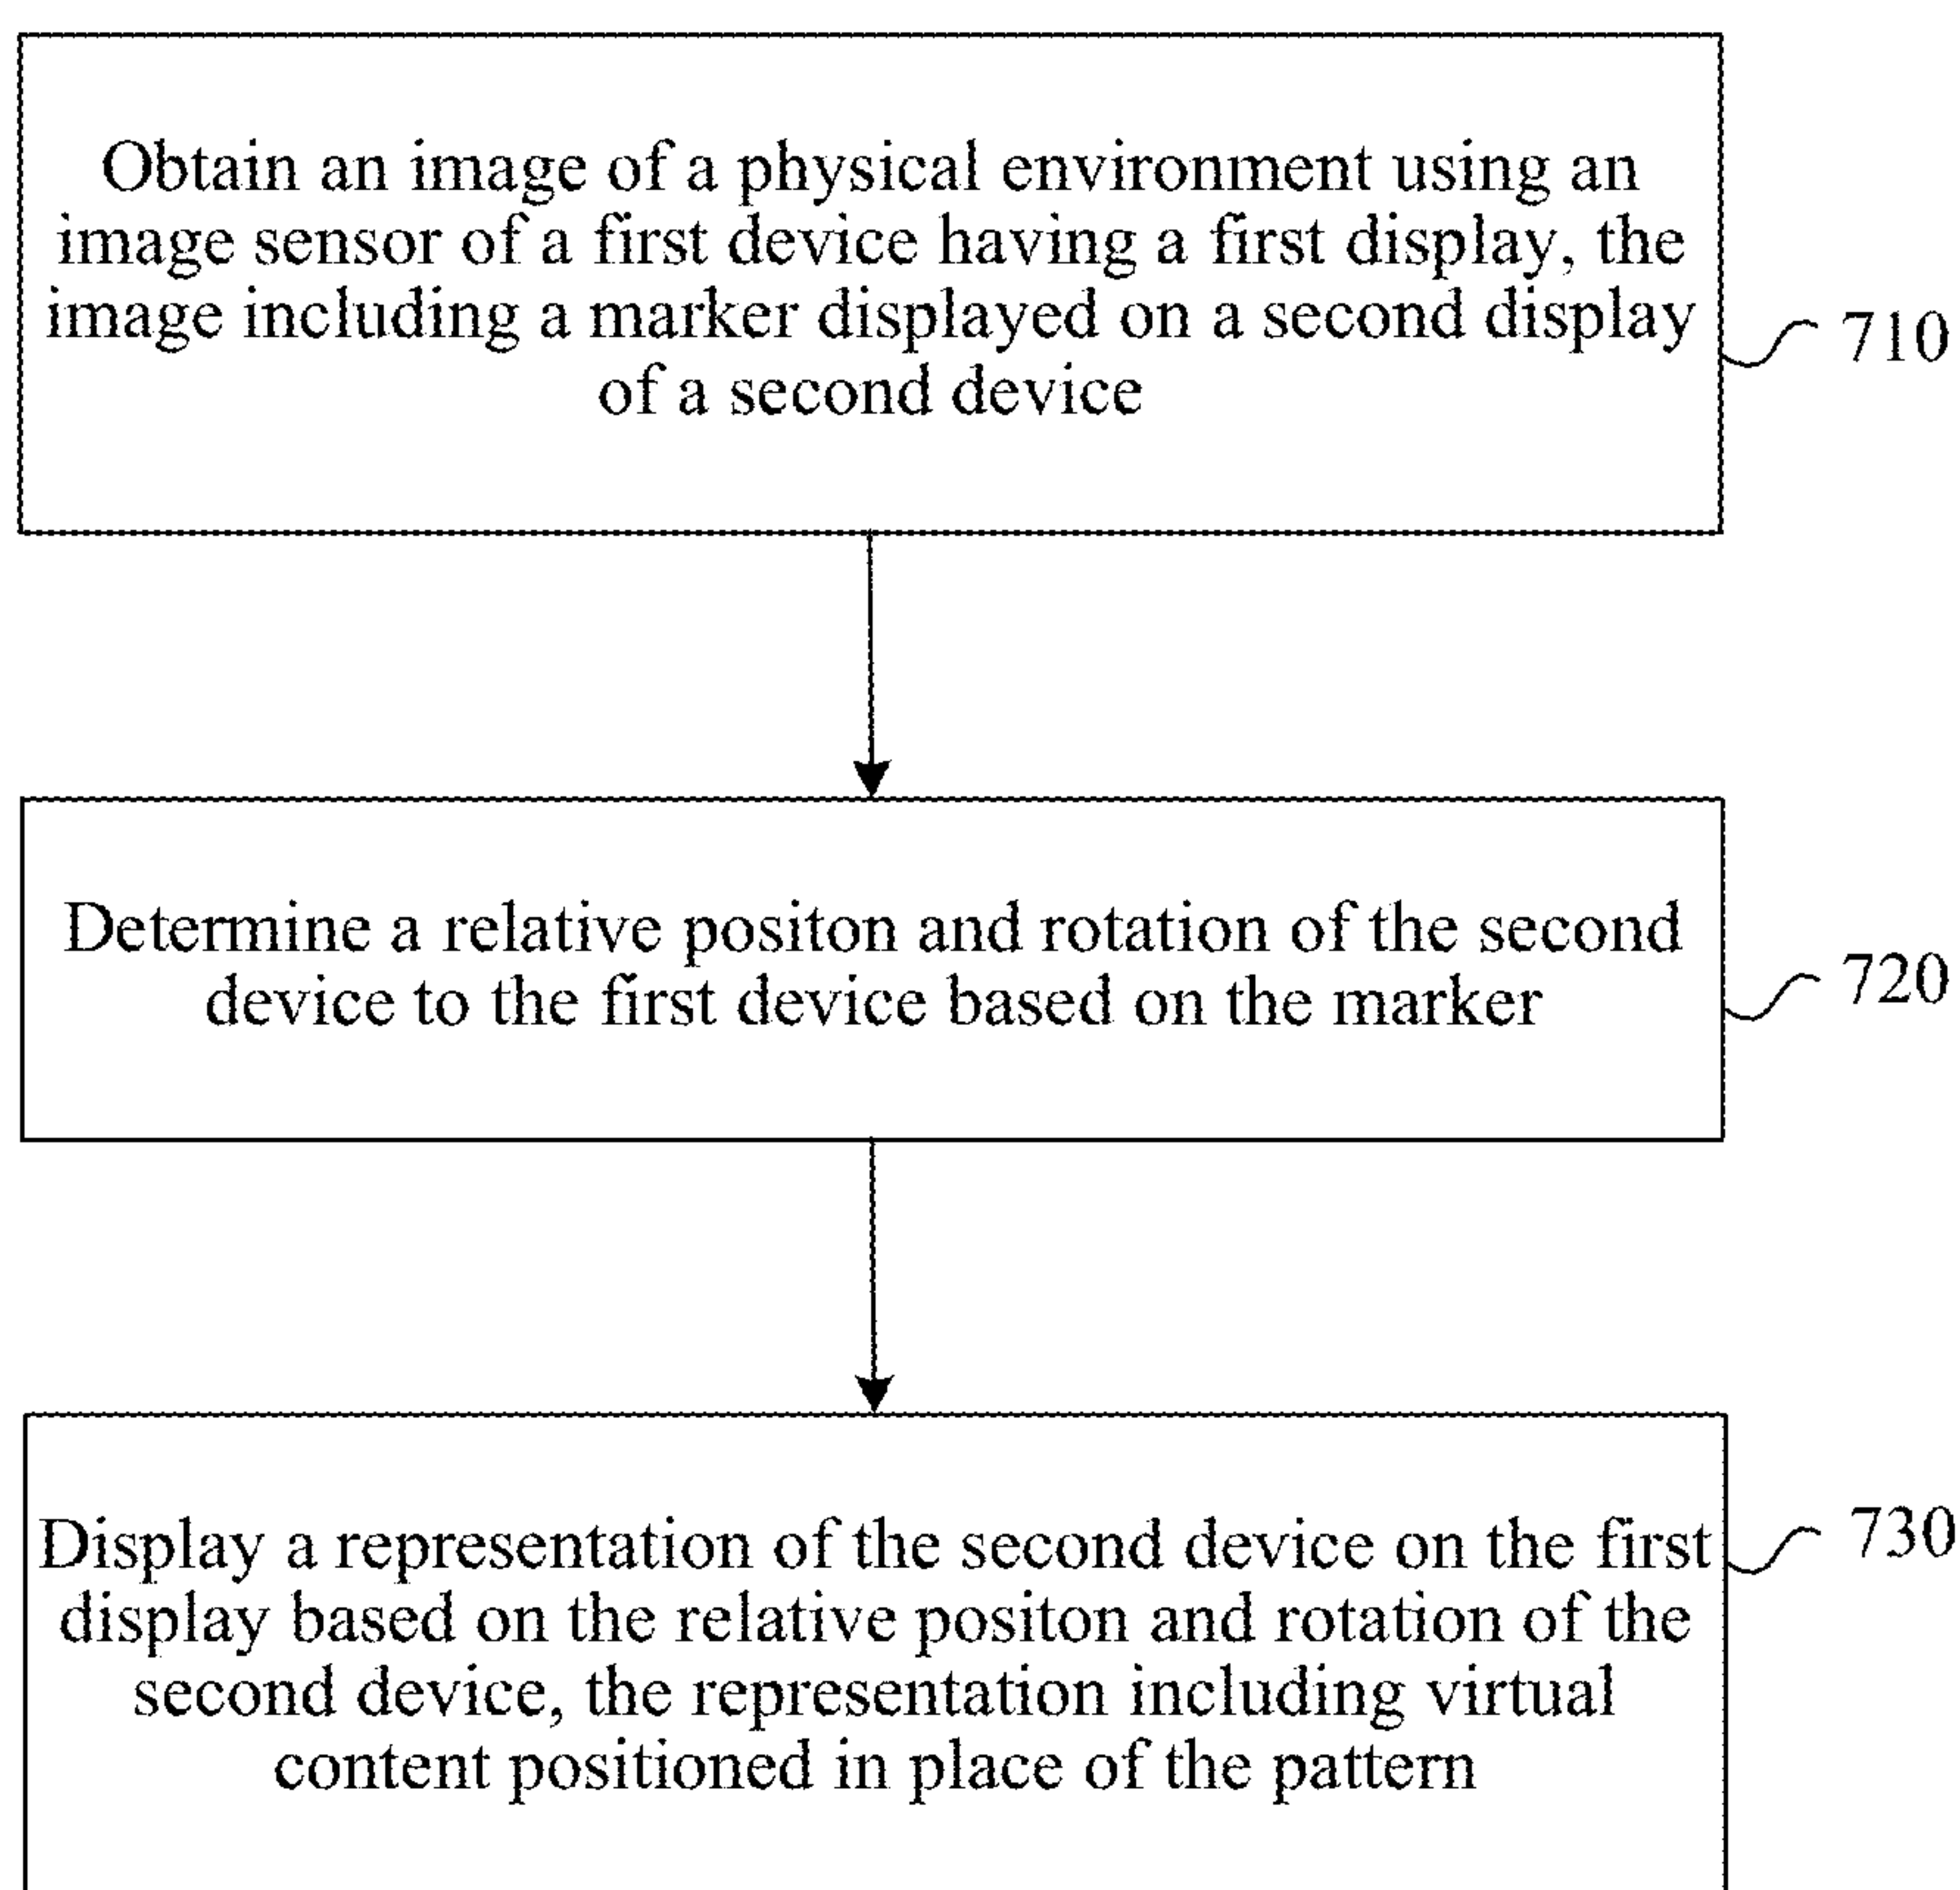 Obtain an image of a physical environment using an
image sensor of a first device having a first display, the
image including a marker displayed on a second display
of a second device
710
Determine a relative positon and rotation of the second
device to the first device based on the marker
720
Display a representation of the second device on the first
display based on the relative positon and rotation of the
second device, the representation including virtual
content positioned in place of the pattern
730